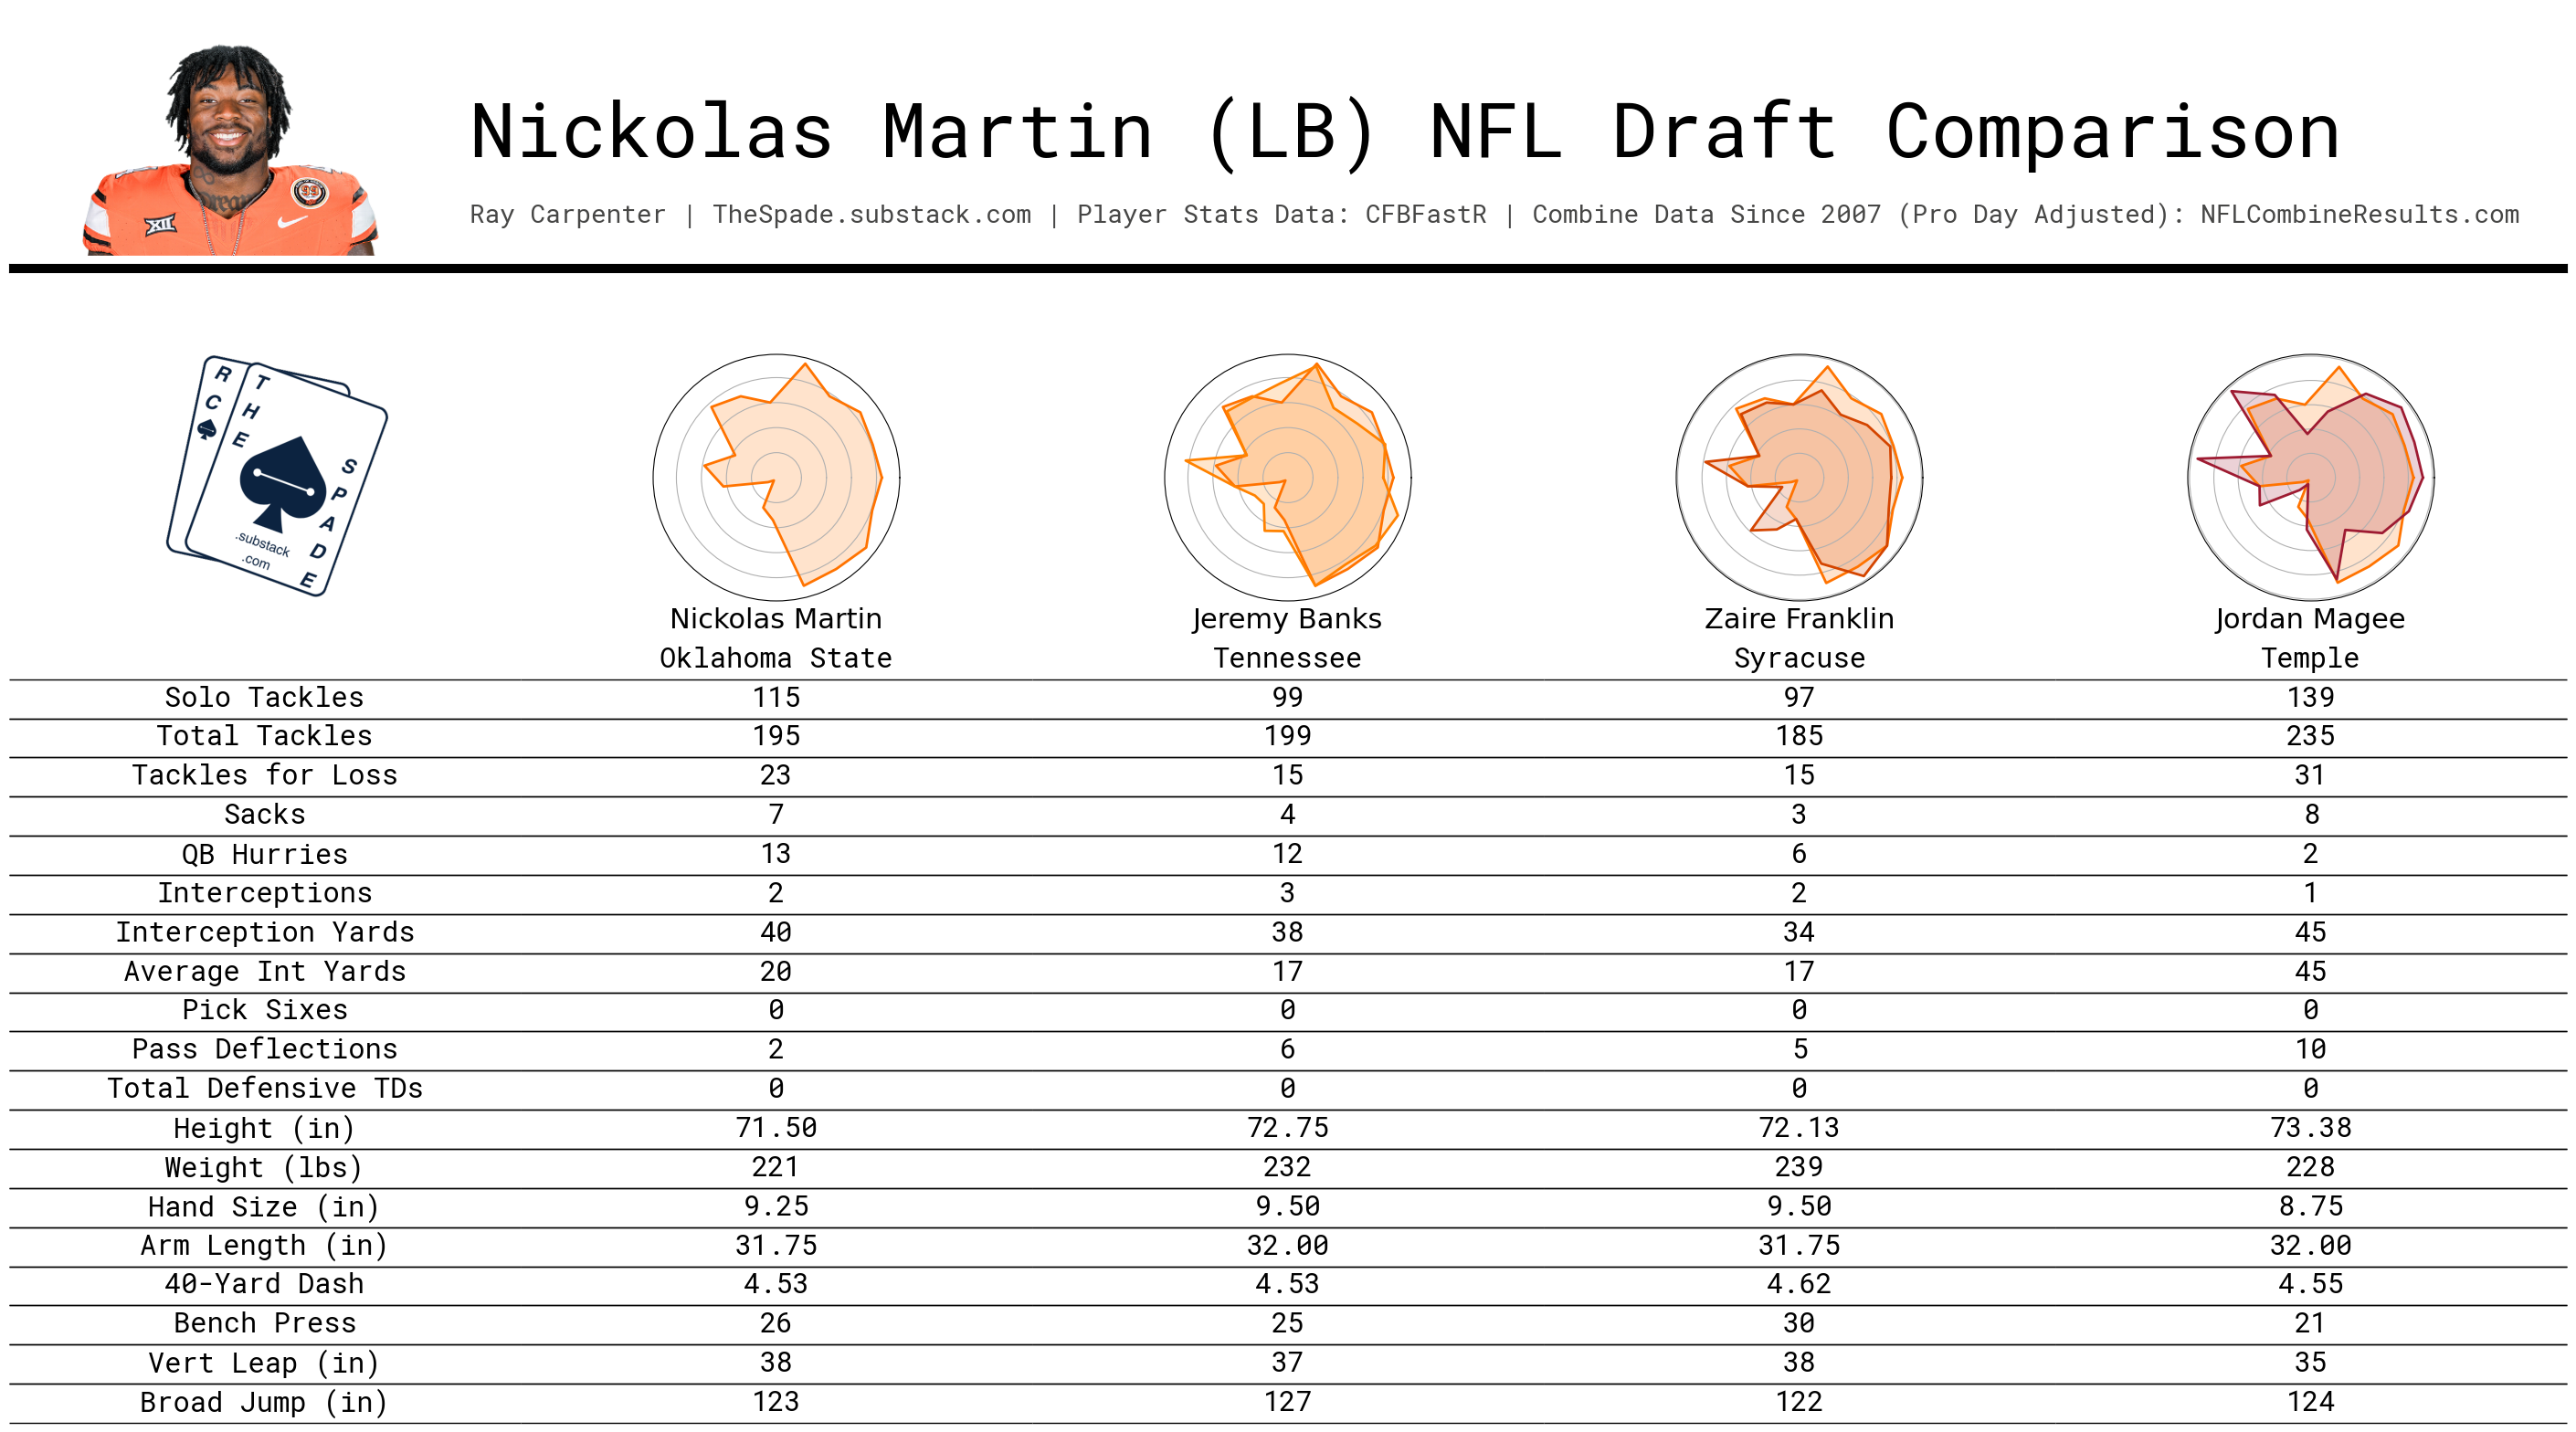 Nickolas Martin (LB) NFL Draft Comparison
Ray Carpenter | TheSpade.substack.com | Player Stats Data: CFBFastR | Combine Data Since 2007 (Pro Day Adjusted): NFLCombineResults.com
XII
99
RC
THE
SPADE
.substack
.com
Nickolas Martin Jeremy Banks Zaire Franklin Jordan Magee
Oklahoma State Tennessee Syracuse Temple
Solo Tackles 115 99 97 139
Total Tackles 195 199 185 235
Tackles for Loss 23 15 15 31
Sacks 7 4 3 8
QB Hurries 13 12 6 2
Interceptions 2 3 2 1
Interception Yards 40 38 34 45
Average Int Yards 20 17 17 45
Pick Sixes 0 0 0 0
Pass Deflections 2 6 5 10
Total Defensive TDs 0 0 0 0
Height (in) 71.50 72.75 72.13 73.38
Weight (lbs) 221 232 239 228
Hand Size (in) 9.25 9.50 9.50 8.75
Arm Length (in) 31.75 32.00 31.75 32.00
40-Yard Dash 4.53 4.53 4.62 4.55
Bench Press 26 25 30 21
Vert Leap (in) 38 37 38 35
Broad Jump (in) 123 127 122 124